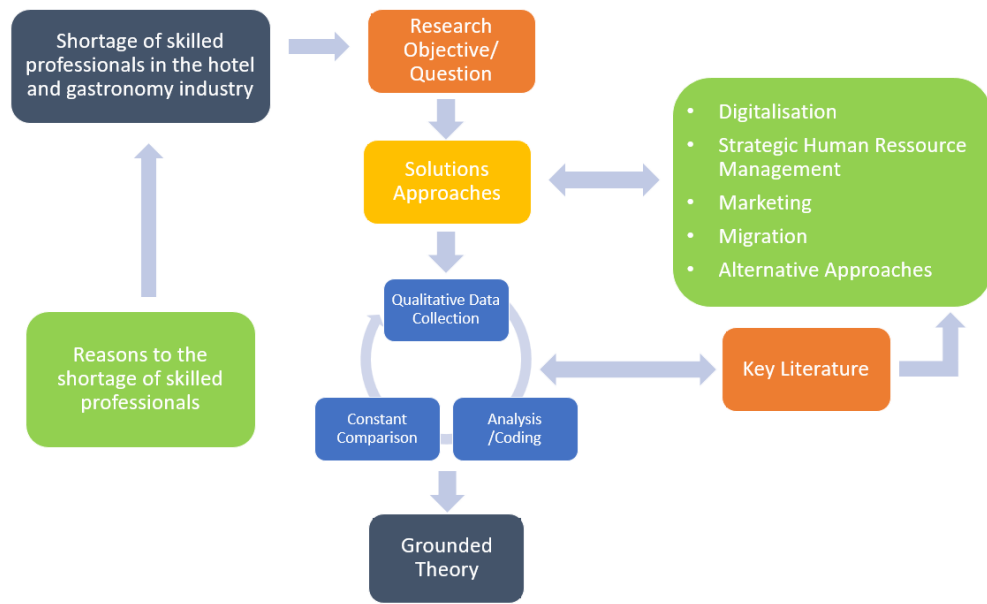 Shortage of skilled
professionals in the hotel
and gastronomy industry
Research
Objective/
Question
Solutions
Approaches
• Digitalisation
• Strategic Human Ressource
Management
• Marketing
• Migration
• Alternative Approaches
Qualitative Data
Collection
Reasons to the
shortage of skilled
professionals
Key Literature
Constant
Comparison
Analysis
/Coding
Grounded
Theory